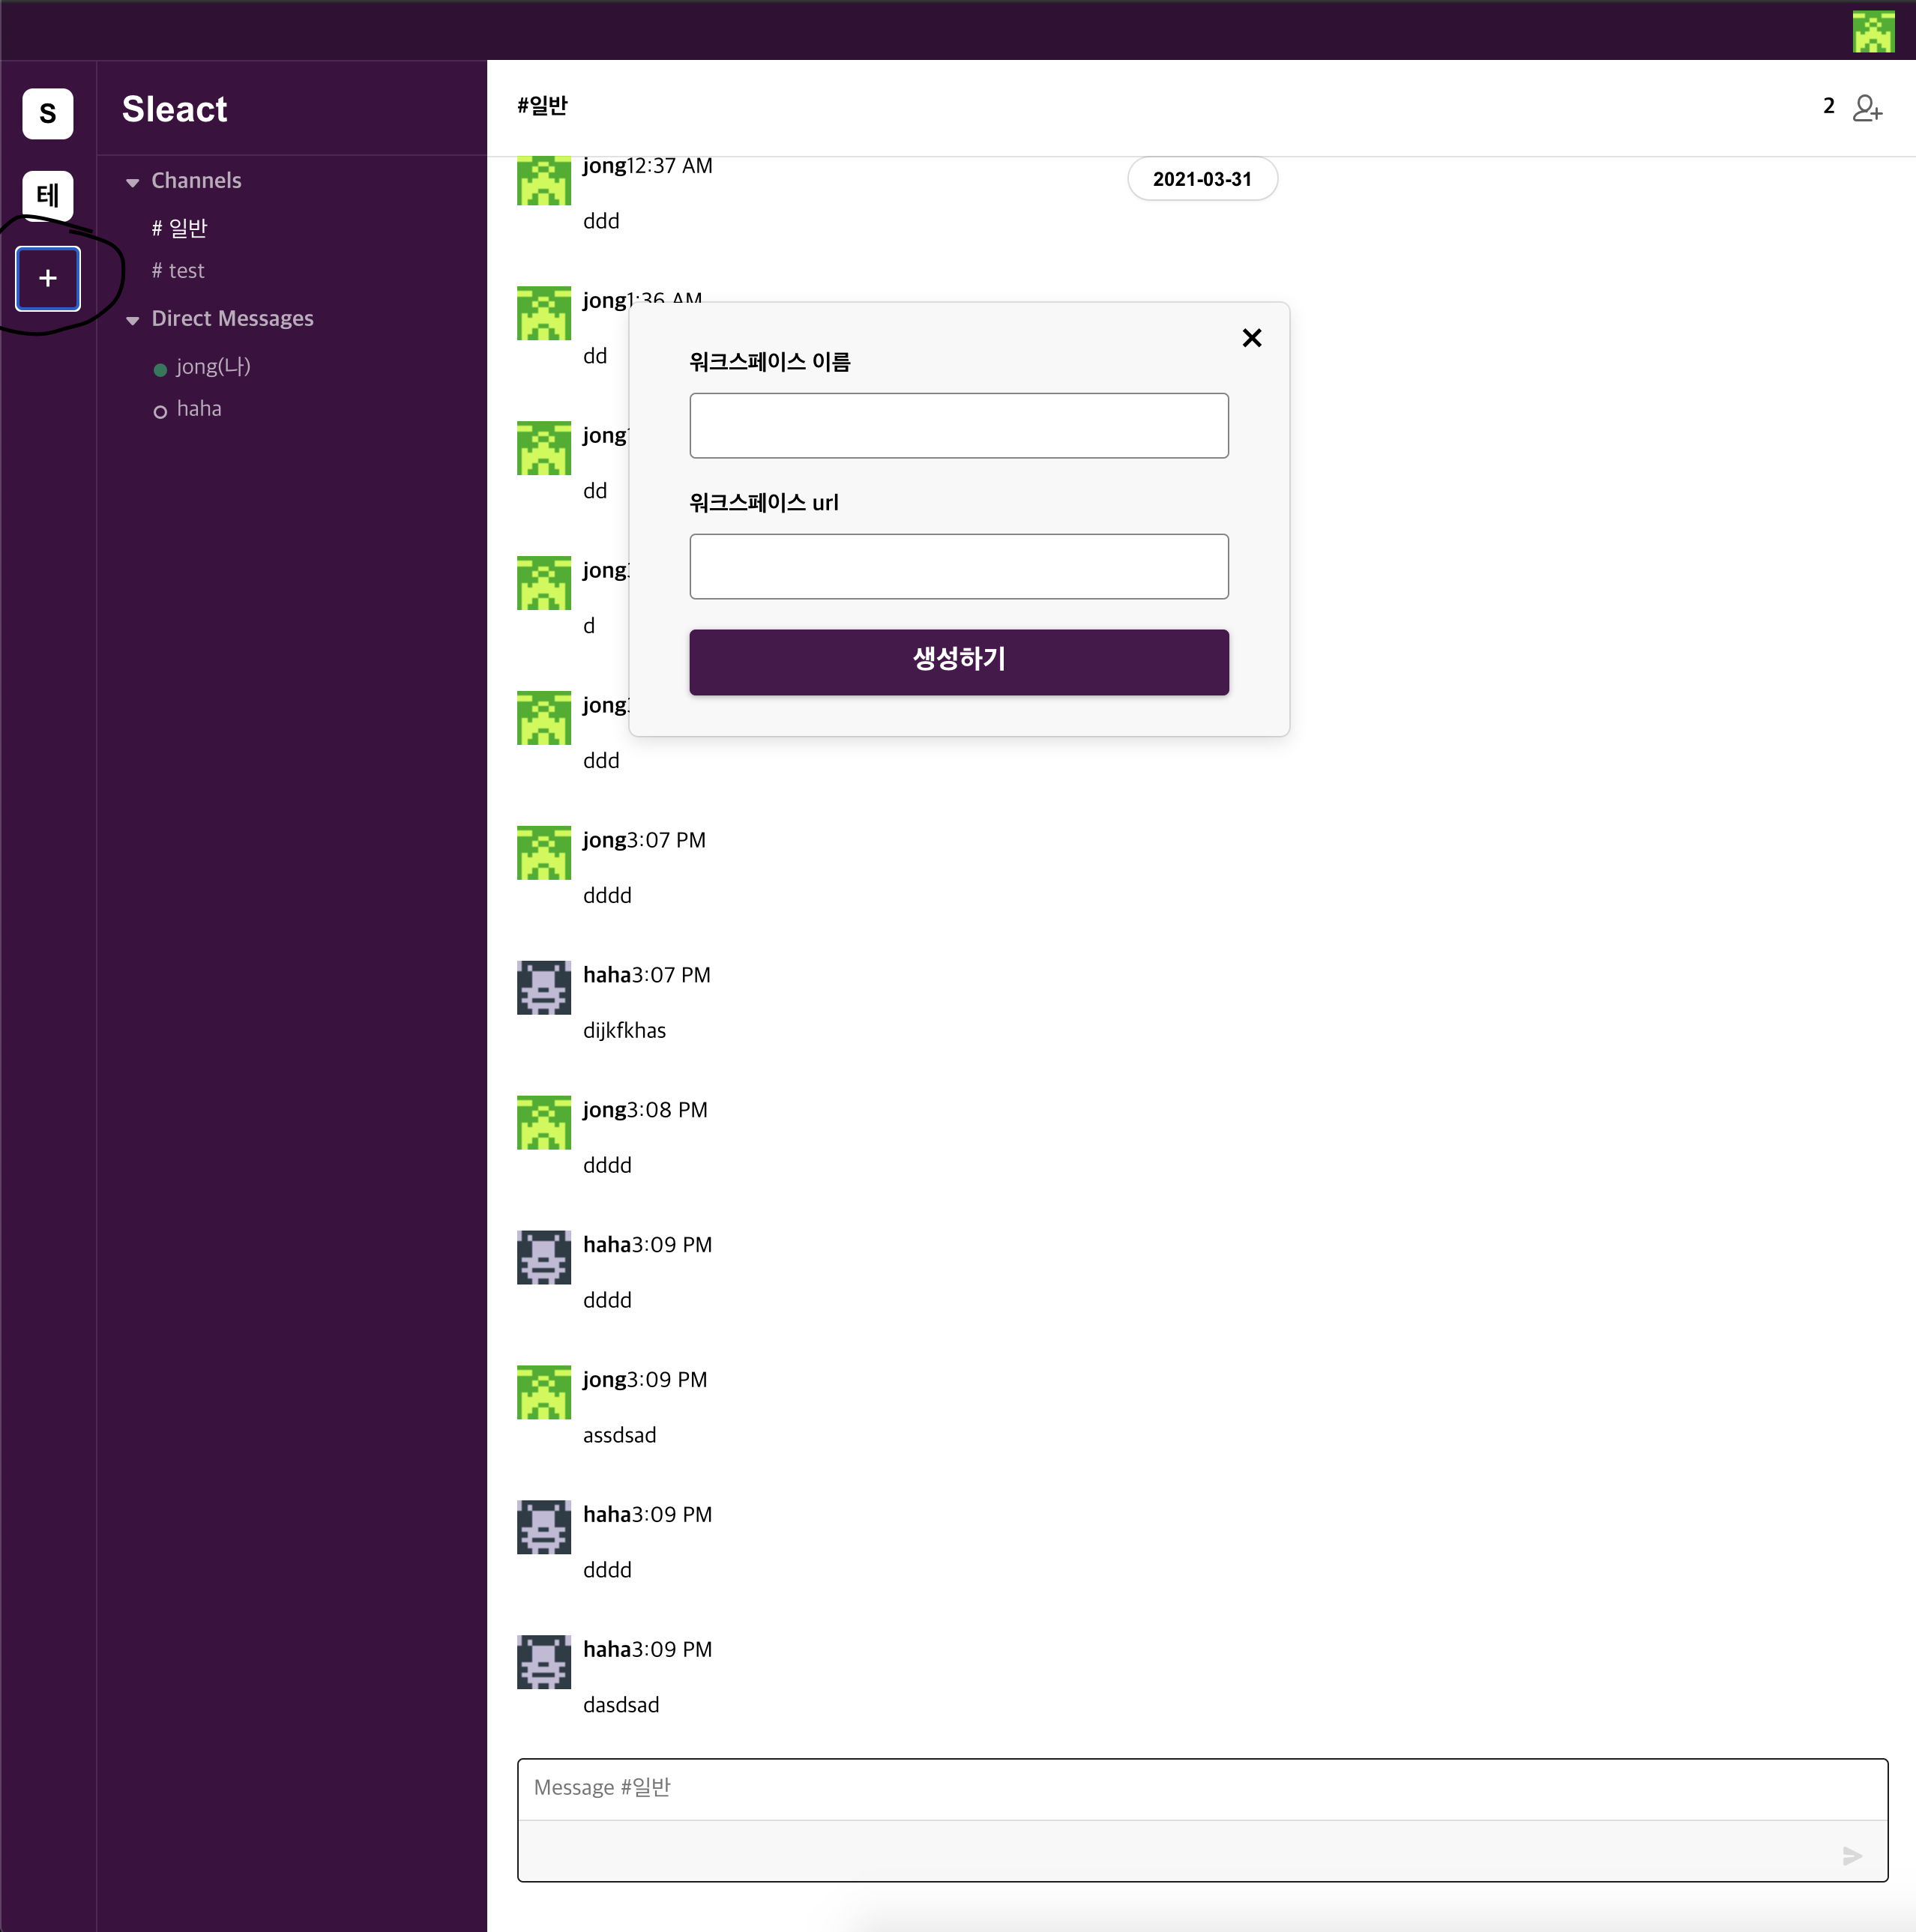 S
테
+
Sleact
Channels
# 일반
# test
Direct Messages
jong(나)
haha
#일반
2
2021-03-31
jong12:37 AM
ddd
jong1:36 AM
dd
jong
dd
jong
d
jong
ddd
워크스페이스 이름
워크스페이스 url
생성하기
jong3:07 PM
dddd
haha3:07 PM
dijkfkhas
jong3:08 PM
dddd
haha3:09 PM
dddd
jong3:09 PM
assdsad
haha3:09 PM
dddd
haha3:09 PM
dasdsad
Message #일반